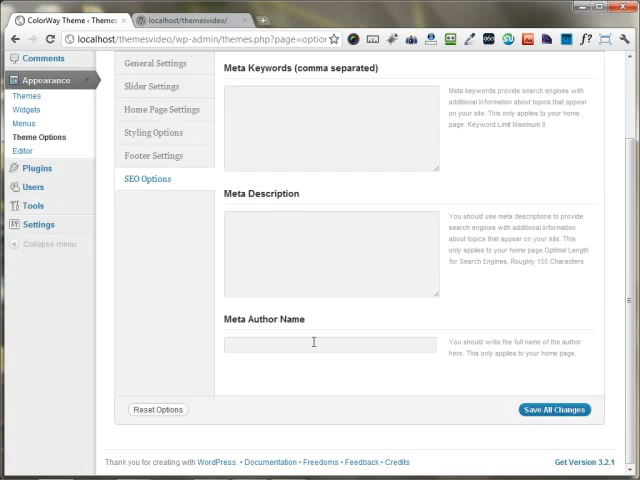 ColorWay Theme - Themes
localhost/themesvideo/
localhost/themesvideo/wp-admin/themes.php?page=option
Comments
Appearance
Themes
Widgets
Menus
Theme Options
Editor
Plugins
Users
Tools
Settings
Collapse menu
General Settings
Slider Settings
Home Page Settings
Styling Options
Footer Settings
SEO Options
Meta Keywords (comma separated)
Meta keywords provide search engines with
additional information about topics that appear
on your site. This only applies to your home
page. Keyword Limit Maximum 8
Meta Description
You should use meta descriptions to provide
search engines with additional information
about topics that appear on your site. This
only applies to your home page.Optimal Length
for Search Engines, Roughly 155 Characters
Meta Author Name
You should write the full name of the author
here. This only applies to your home page.
Reset Options
Save All Changes
Thank you for creating with WordPress. • Documentation • Freedoms • Feedback • Credits
Get Version 3.2.1